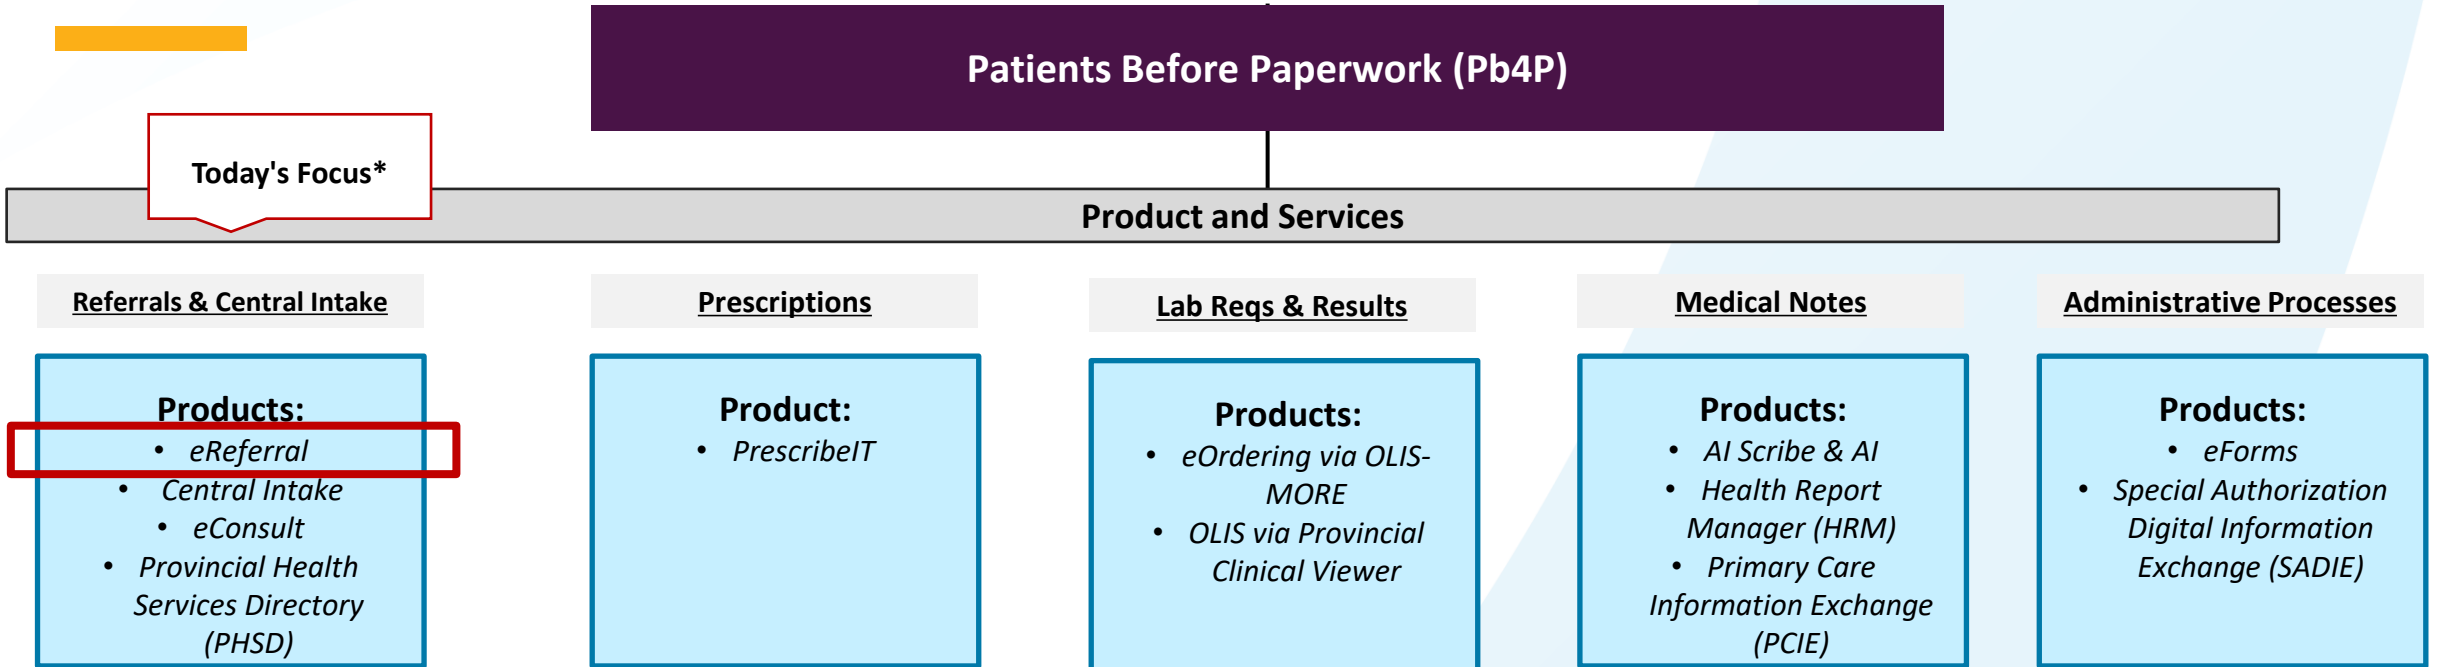 Patients Before Paperwork (Pb4P)
Today's Focus*
Product and Services
Referrals & Central Intake
Products:
• eReferral
• Central Intake
• eConsult
• Provincial Health
Services Directory
(PHSD)
Prescriptions
Product:
• PrescribeIT
Lab Reqs & Results
Products:
• eOrdering via OLIS-
MORE
• OLIS via Provincial
Clinical Viewer
Medical Notes
Products:
• AI Scribe & AI
• Health Report
Manager (HRM)
• Primary Care
Information Exchange
(PCIE)
Administrative Processes
Products:
• eForms
• Special Authorization
Digital Information
Exchange (SADIE)